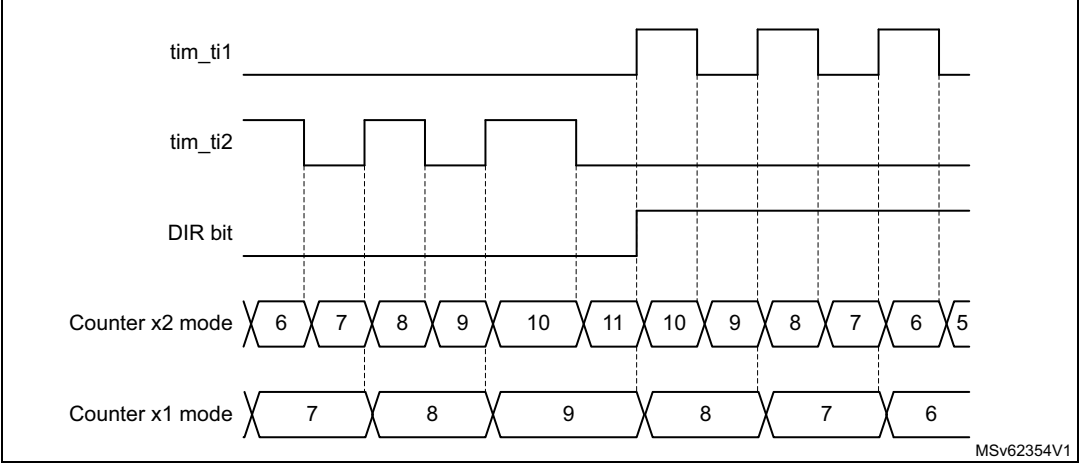 tim_ti1
tim_ti2
DIR bit
Counter x2 mode 6 7 8 9 10 11 10 9 8 7 6 5
Counter x1 mode 7 8 9 8 7 6
MSv62354V1